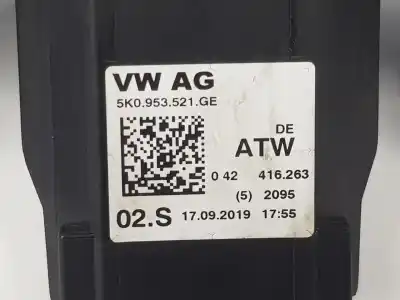 VW AG
5K0.953.521.GE
DE
ATW
0 42 416.263
(5) 2095
02.S 17.09.2019 17:55